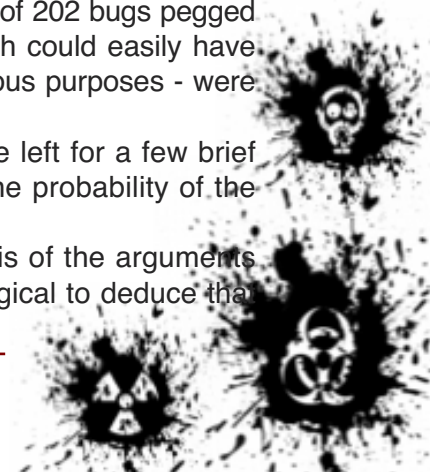 of 202 bugs pegged
h could easily have
ous purposes - were
e left for a few brief
ne probability of the
is of the arguments
gical to deduce that